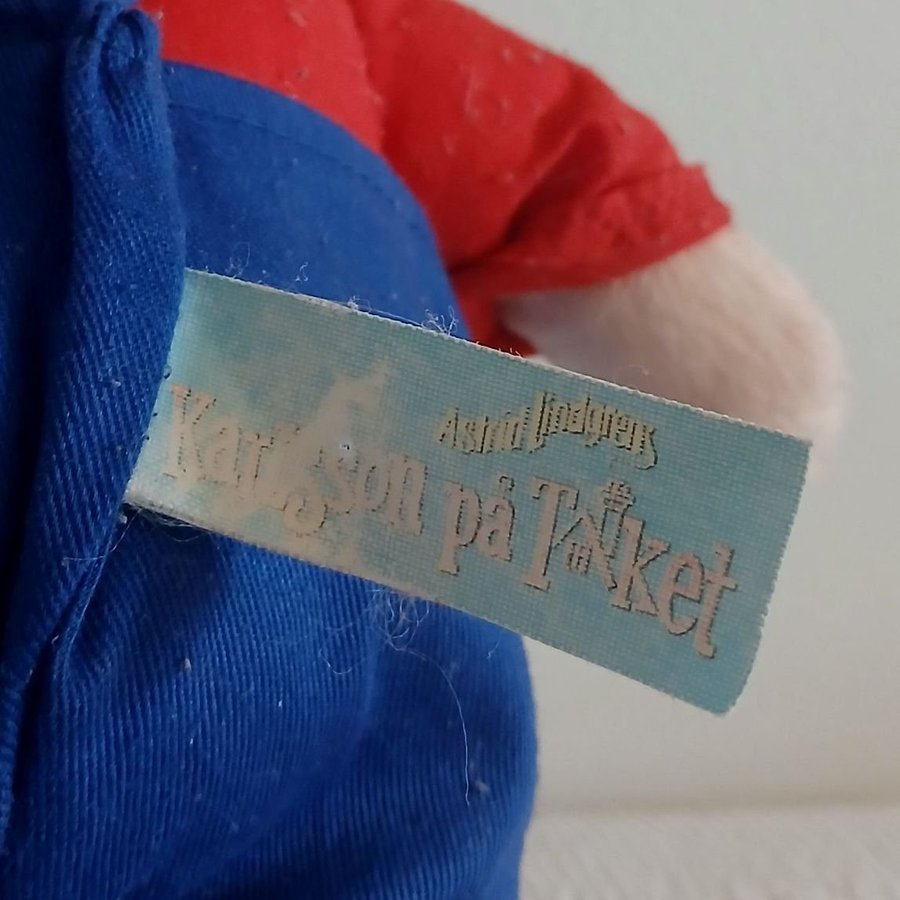 Astrid Lindgrens
Karlsson på Taket